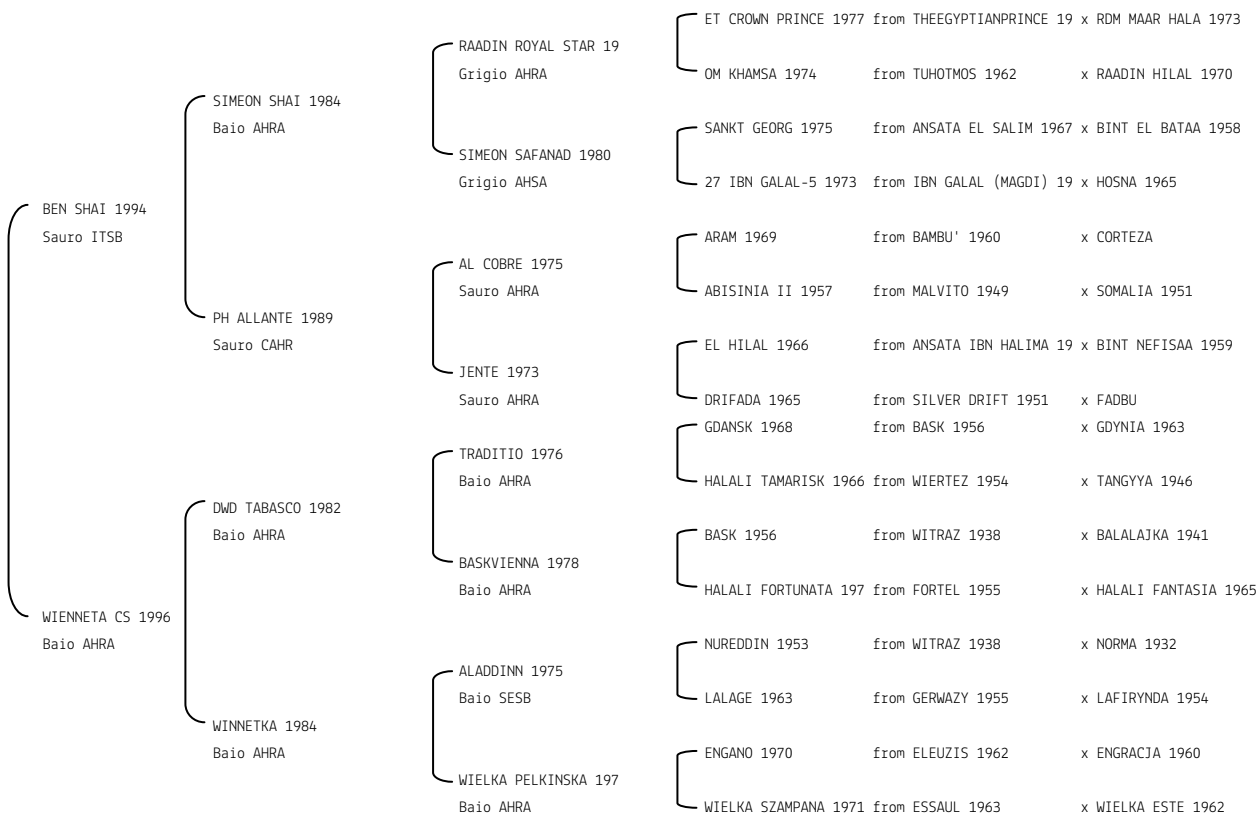 ET CROWN PRINCE 1977 from THEEGYPTIANPRINCE 19 x RDM MAAR HALA 1973
RAADIN ROYAL STAR 19
Grigio AHRA
OM KHAMSA 1974 from TUHOTMOS 1962 x RAADIN HILAL 1970
SIMEON SHAI 1984
Baio AHRA
SANKT GEORG 1975 from ANSATA EL SALIM 1967 x BINT EL BATAA 1958
SIMEON SAFANAD 1980
Grigio AHSA
27 IBN GALAL-5 1973 from IBN GALAL (MAGDI) 19 x HOSNA 1965
BEN SHAI 1994
Sauro ITSB
ARAM 1969 from BAMBU' 1960 x CORTEZA
AL COBRE 1975
Sauro AHRA
ABISINIA II 1957 from MALVITO 1949 x SOMALIA 1951
PH ALLANTE 1989
Sauro CAHR
EL HILAL 1966 from ANSATA IBN HALIMA 19 x BINT NEFISAA 1959
JENTE 1973
Sauro AHRA
DRIFADA 1965 from SILVER DRIFT 1951 x FADBU
GDANSK 1968 from BASK 1956 x GDYNIA 1963
TRADITIO 1976
Baio AHRA
HALALI TAMARISK 1966 from WIERTEZ 1954 x TANGYYA 1946
DWD TABASCO 1982
Baio AHRA
BASK 1956 from WITRAZ 1938 x BALALAJKA 1941
BASKVIENNA 1978
Baio AHRA
HALALI FORTUNATA 197 from FORTEL 1955 x HALALI FANTASIA 1965
WIENNETA CS 1996
Baio AHRA
NUREDDIN 1953 from WITRAZ 1938 x NORMA 1932
ALADDINN 1975
Baio SESB
LALAGE 1963 from GERWAZY 1955 x LAFIRYNDA 1954
WINNETKA 1984
Baio AHRA
ENGANO 1970 from ELEUZIS 1962 x ENGRACJA 1960
WIELKA PELKINSKA 197
Baio AHRA
WIELKA SZAMPANA 1971 from ESSAUL 1963 x WIELKA ESTE 1962